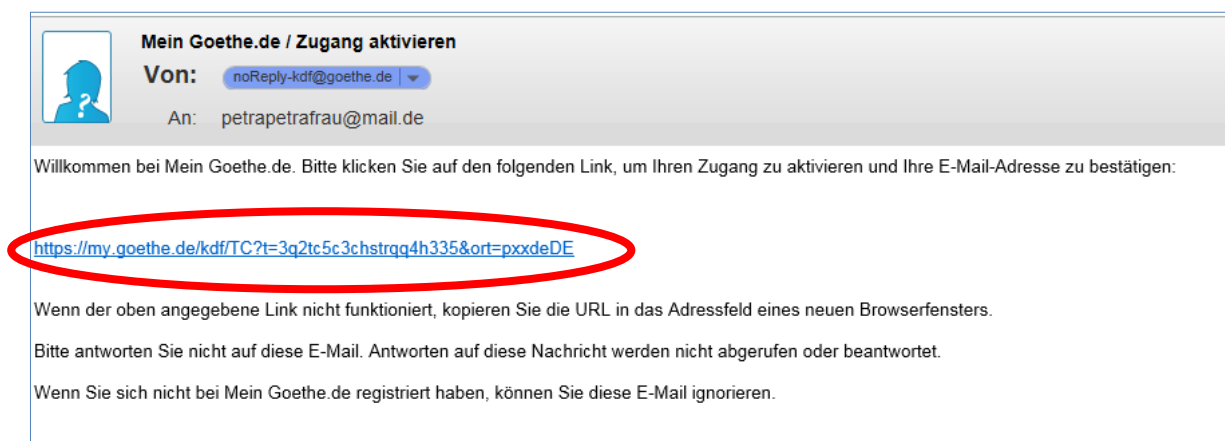 Mein Goethe.de / Zugang aktivieren
Von: noReply-kdf@goethe.de
An: petrapetrafrau@mail.de
Willkommen bei Mein Goethe.de. Bitte klicken Sie auf den folgenden Link, um Ihren Zugang zu aktivieren und Ihre E-Mail-Adresse zu bestätigen:
https://my.goethe.de/kdf/TC?t=3q2tc5c3chstrqq4h335&ort=pxxdeDE
Wenn der oben angegebene Link nicht funktioniert, kopieren Sie die URL in das Adressfeld eines neuen Browserfensters.
Bitte antworten Sie nicht auf diese E-Mail. Antworten auf diese Nachricht werden nicht abgerufen oder beantwortet.
Wenn Sie sich nicht bei Mein Goethe.de registriert haben, können Sie diese E-Mail ignorieren.